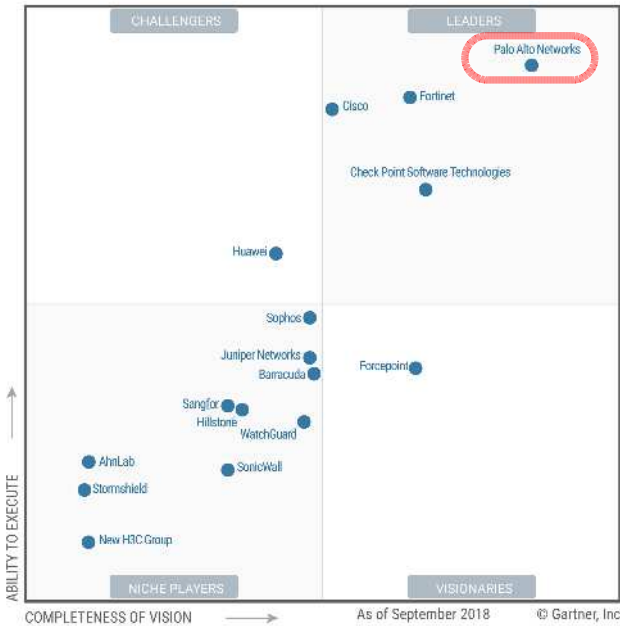 CHALLENGERS
LEADERS
Palo Alto Networks
Fortinet
Cisco
Check Point Software Technologies
Huawei
Sophos
Juniper Networks
Barracuda
Forcepoint
Sangfor
Hillstone
WatchGuard
AhnLab
SonicWall
Stormshield
New H3C Group
ABILITY TO EXECUTE
NICHE PLAYERS
VISIONARIES
COMPLETENESS OF VISION
As of September 2018
© Gartner, Inc